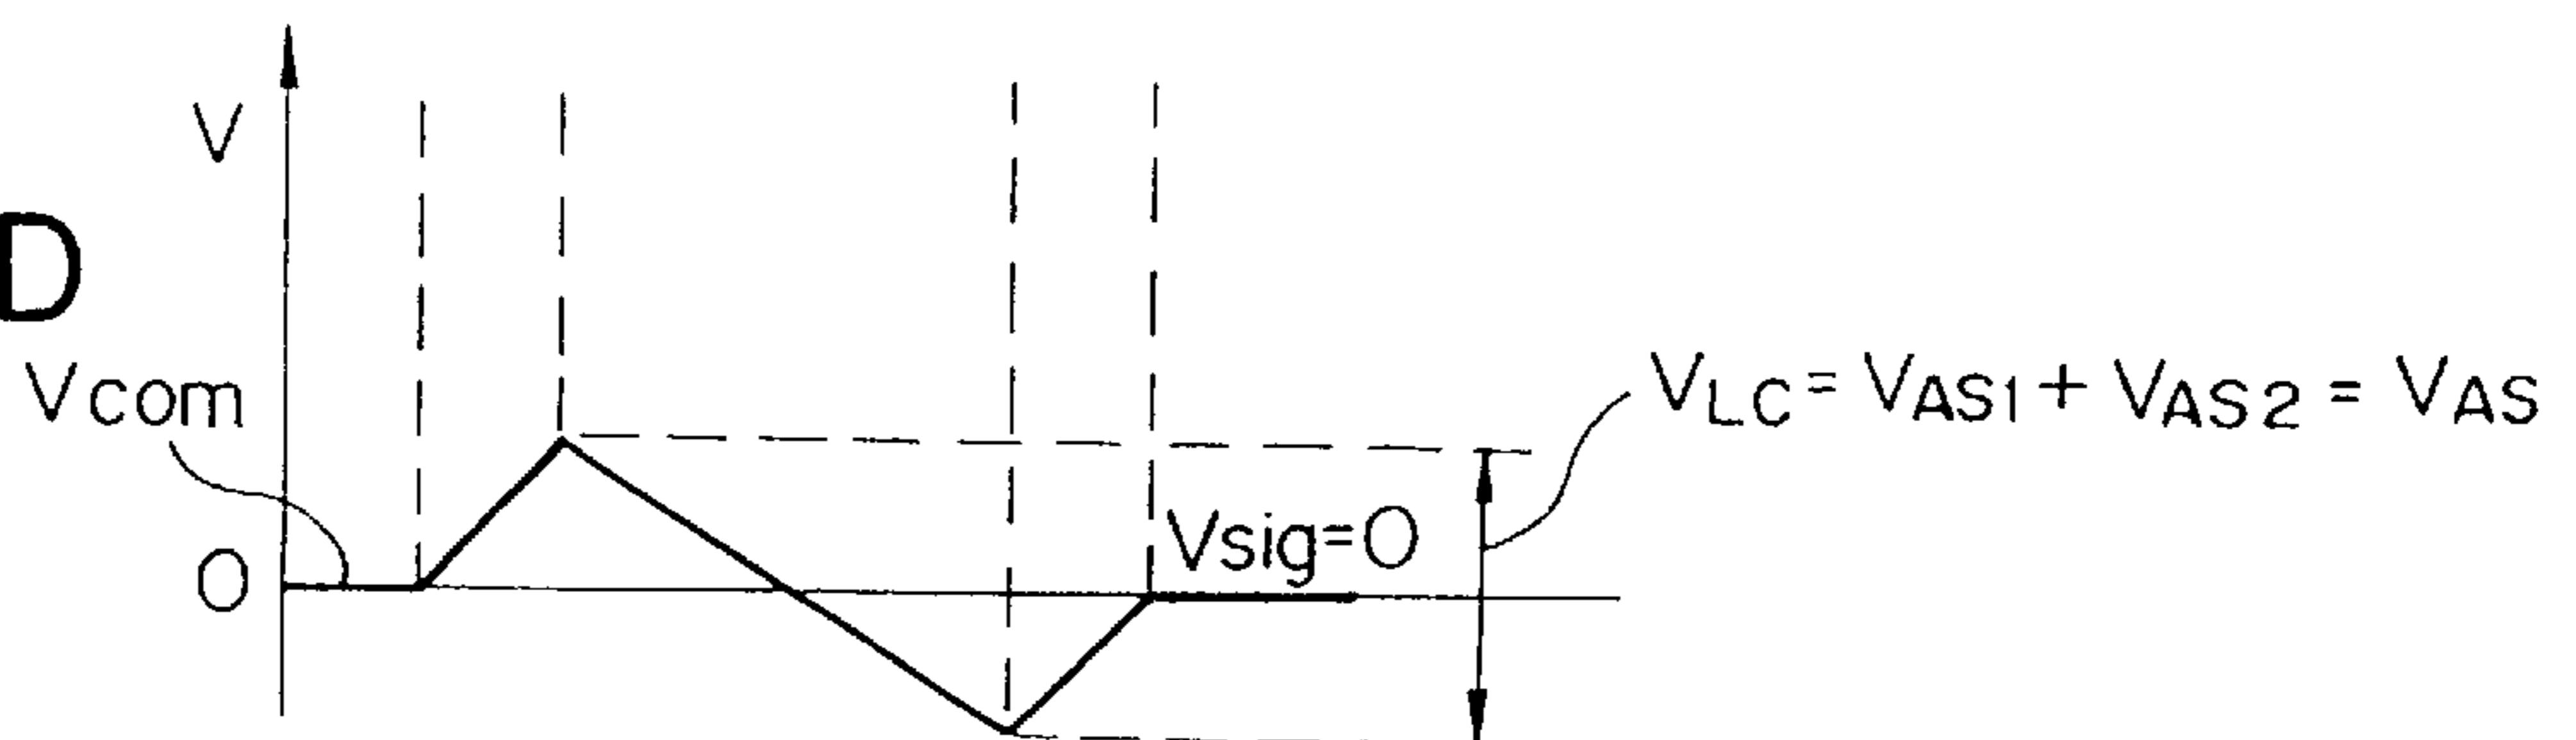 V
D
Vcom
VLC = VAS1 + VAS2 = VAS
Vsig=0
0